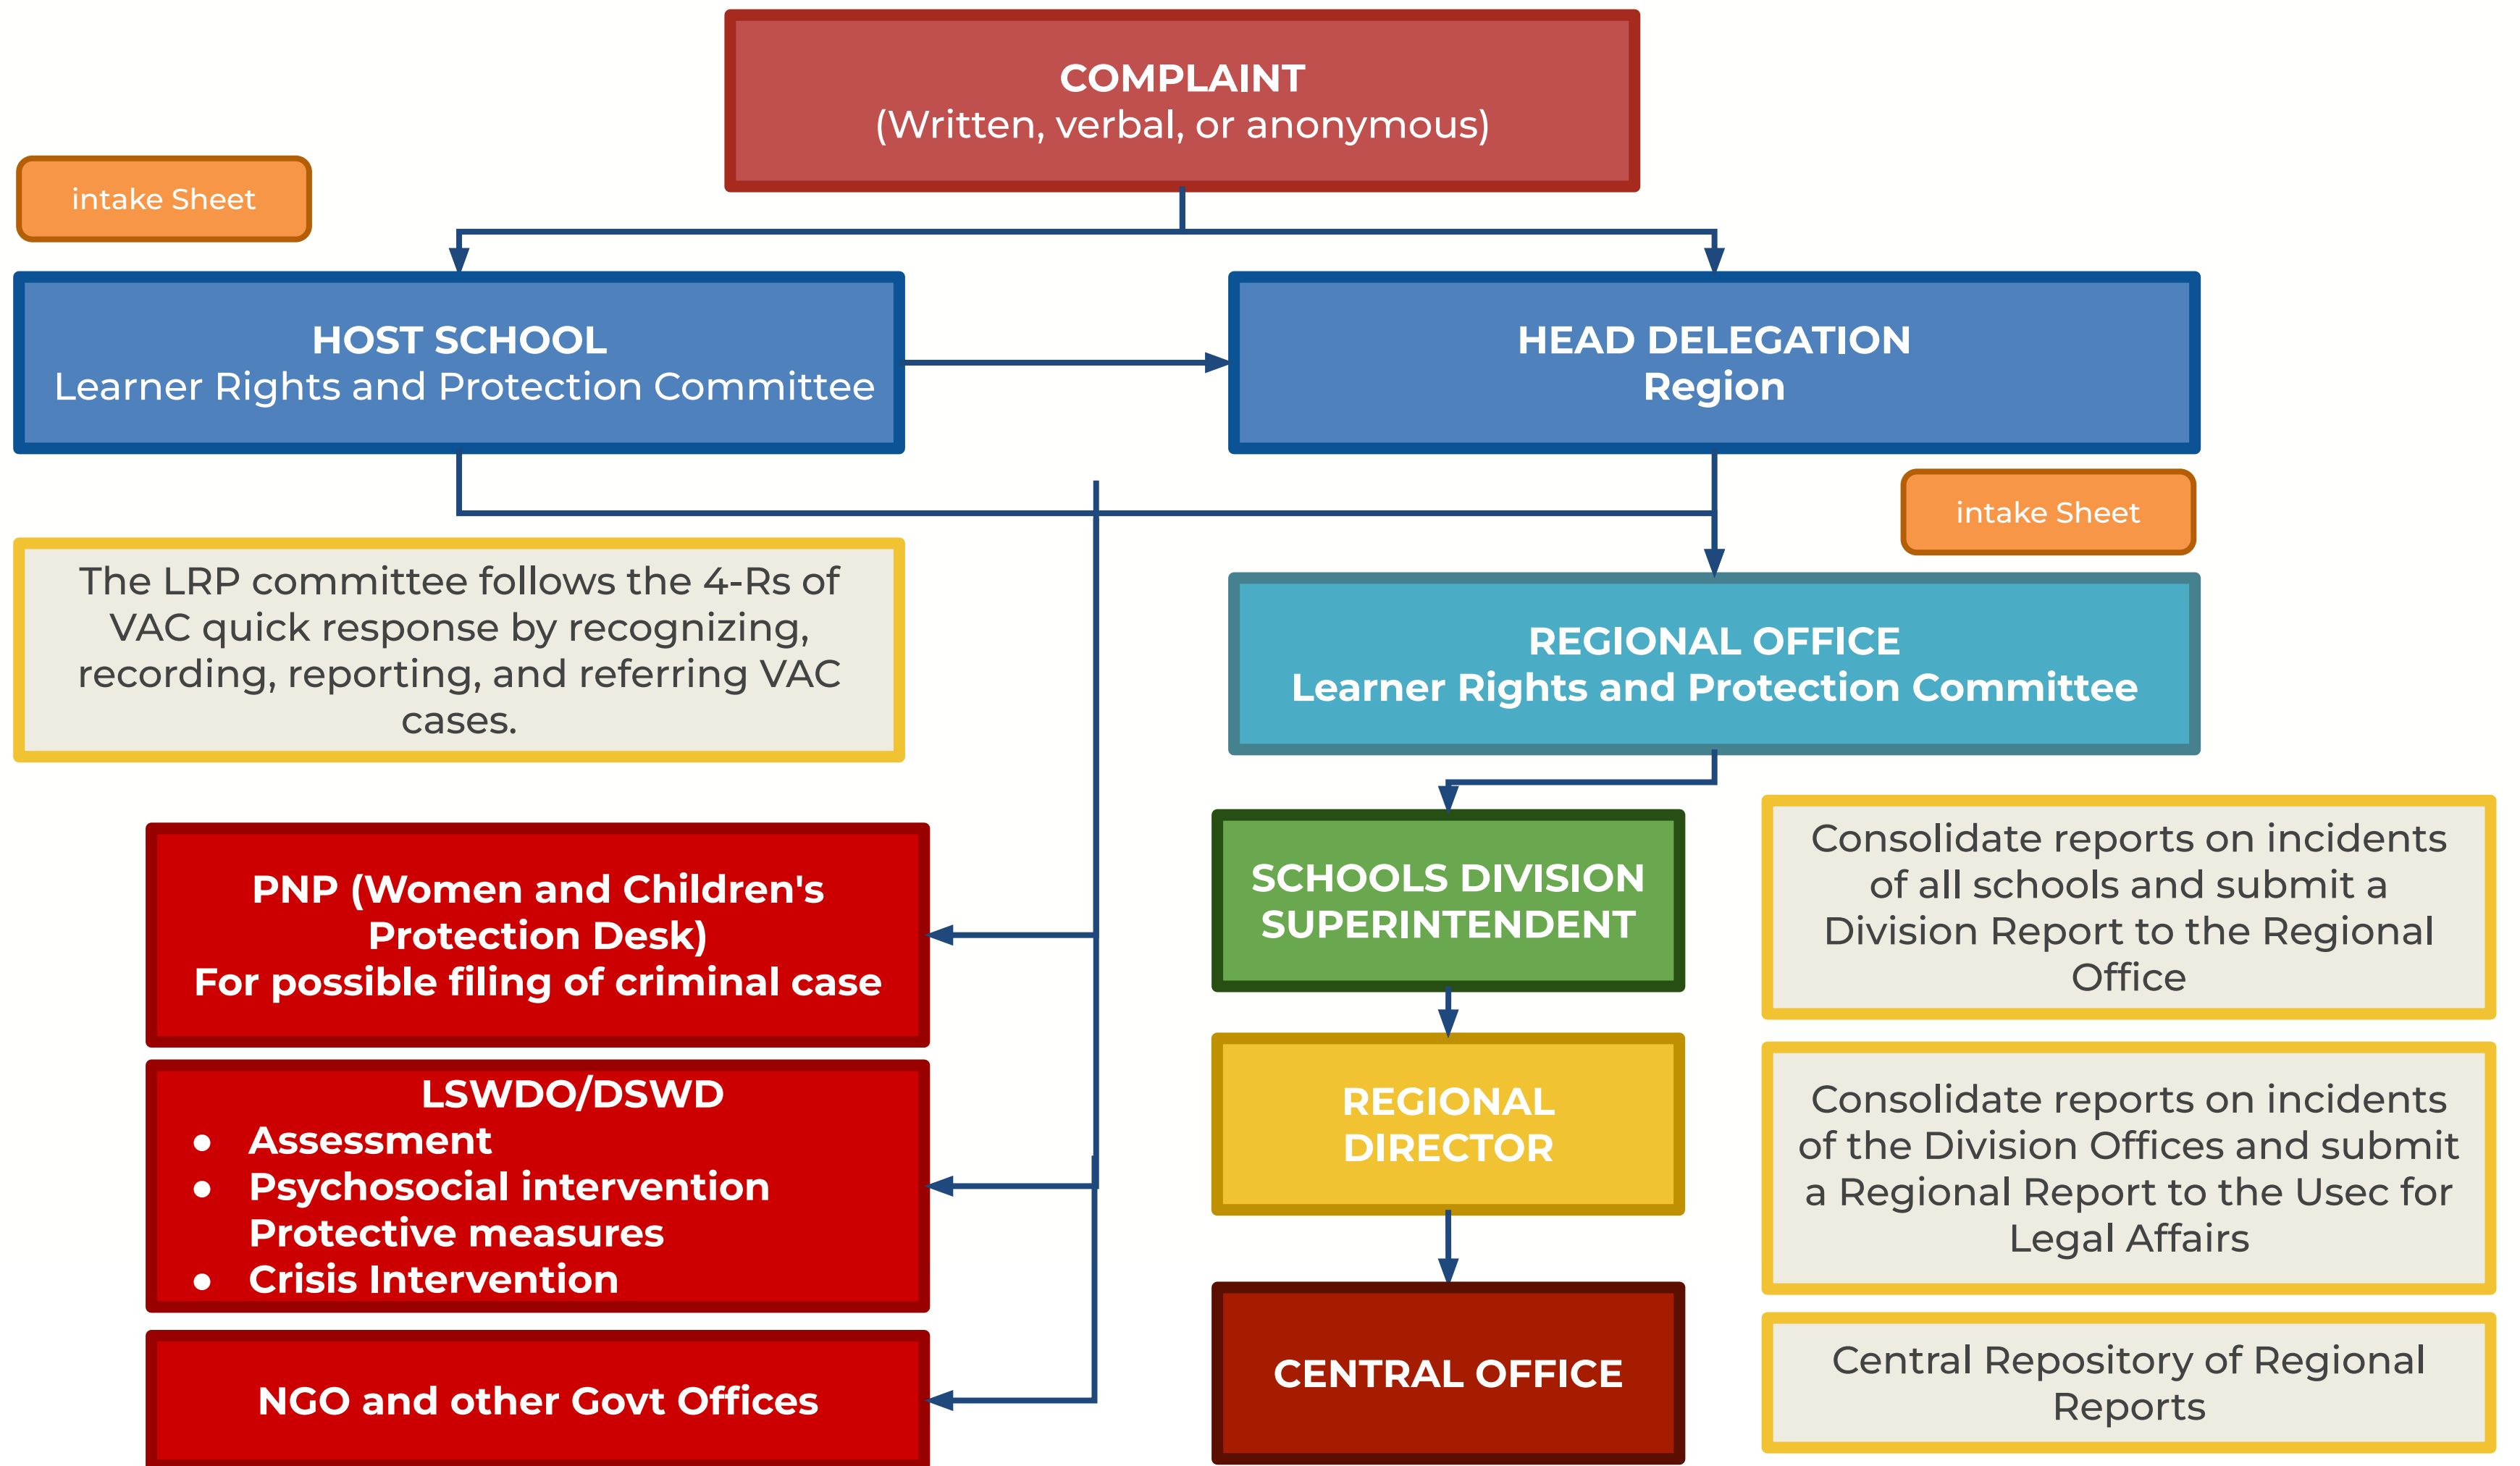 COMPLAINT
(Written, verbal, or anonymous)
intake Sheet
HOST SCHOOL
Learner Rights and Protection Committee
HEAD DELEGATION
Region
intake Sheet
The LRP committee follows the 4-Rs of
VAC quick response by recognizing,
recording, reporting, and referring VAC
cases.
REGIONAL OFFICE
Learner Rights and Protection Committee
PNP (Women and Children's
Protection Desk)
For possible filing of criminal case
SCHOOLS DIVISION
SUPERINTENDENT
Consolidate reports on incidents
of all schools and submit a
Division Report to the Regional
Office
LSWDO/DSWD
● Assessment
● Psychosocial intervention
Protective measures
● Crisis Intervention
REGIONAL
DIRECTOR
Consolidate reports on incidents
of the Division Offices and submit
a Regional Report to the Usec for
Legal Affairs
NGO and other Govt Offices
CENTRAL OFFICE
Central Repository of Regional
Reports